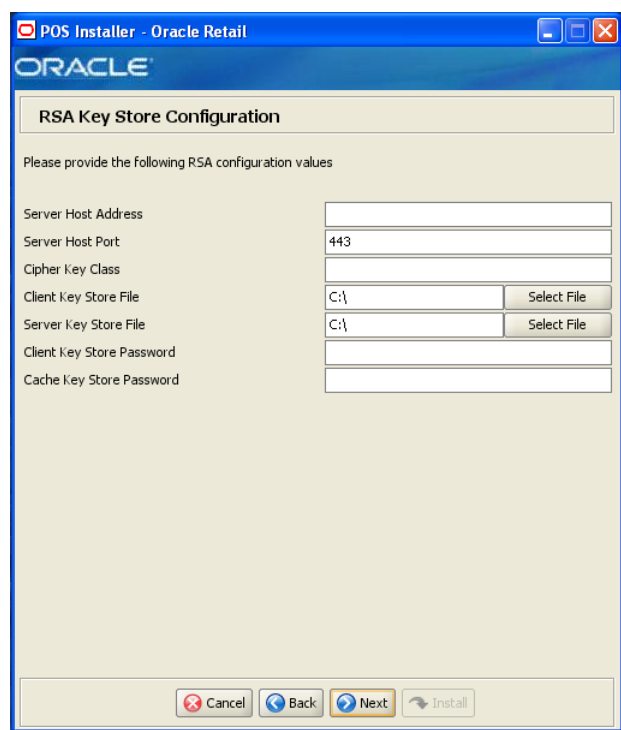 POS Installer - Oracle Retail
ORACLE
RSA Key Store Configuration
Please provide the following RSA configuration values
Server Host Address
Server Host Port 443
Cipher Key Class
Client Key Store File C:\ Select File
Server Key Store File C:\ Select File
Client Key Store Password
Cache Key Store Password
Cancel Back Next Install